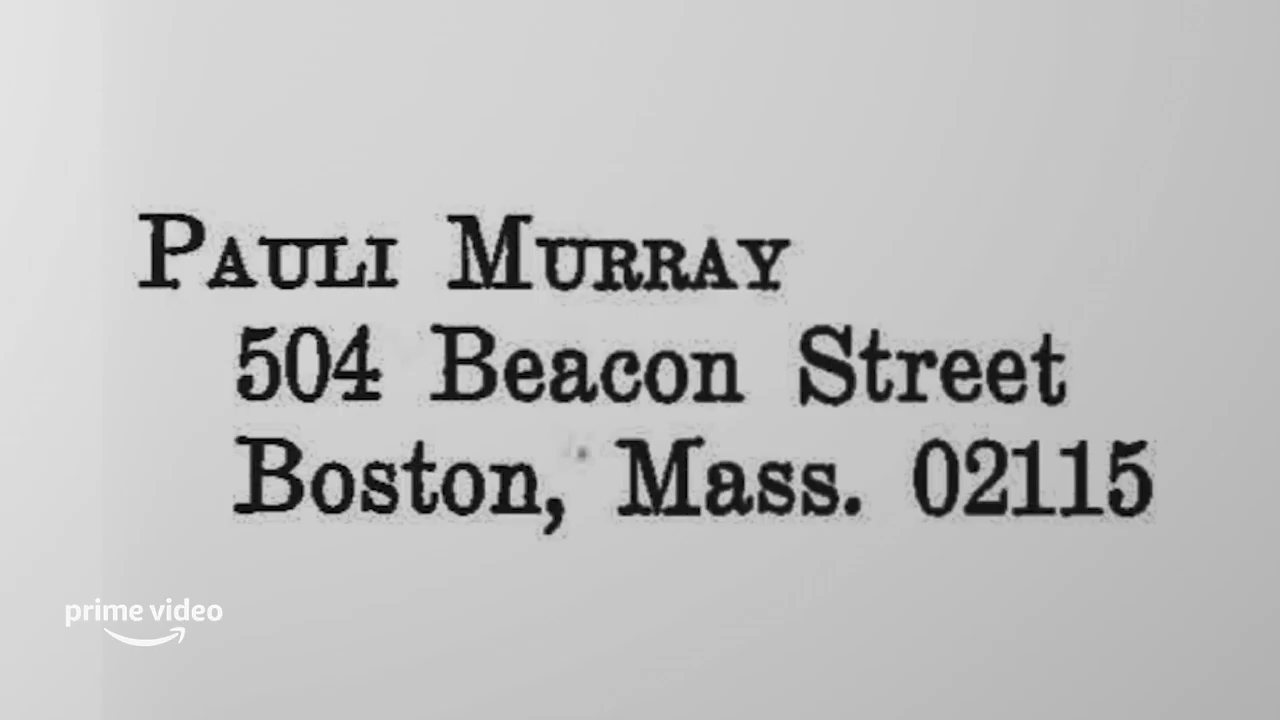 PAULI MURRAY
504 Beacon Street
Boston, Mass. 02115
prime video